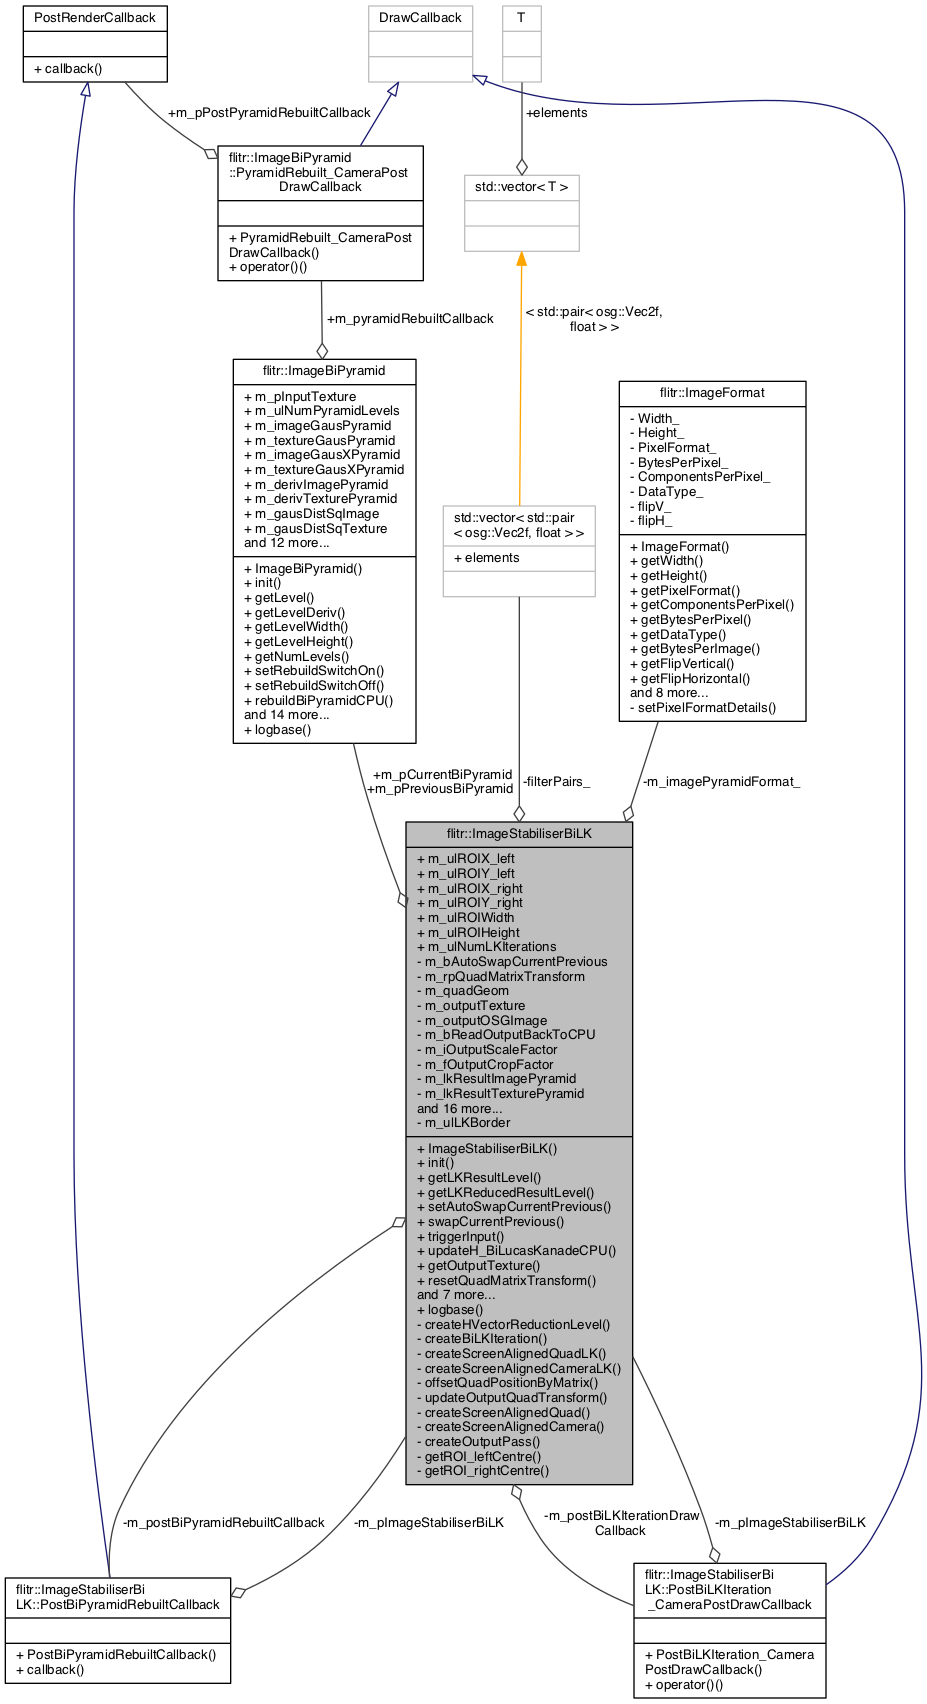 PostRenderCallback
+ callback()
DrawCallback
T
+m_pPostPyramidRebuiltCallback
+elements
flitr::ImageBiPyramid
::PyramidRebuilt_CameraPost
DrawCallback
+ PyramidRebuilt_CameraPost
DrawCallback()
+ operator()()
std::vector< T >
+m_pyramidRebuiltCallback
< std::pair< osg::Vec2f,
float > >
flitr::ImageBiPyramid
+ m_pInputTexture
+ m_ulNumPyramidLevels
+ m_imageGausPyramid
+ m_textureGausPyramid
+ m_imageGausXPyramid
+ m_textureGausXPyramid
+ m_derivImagePyramid
+ m_derivTexturePyramid
+ m_gausDistSqImage
+ m_gausDistSqTexture
and 12 more...
+ ImageBiPyramid()
+ init()
+ getLevel()
+ getLevelDeriv()
+ getLevelWidth()
+ getLevelHeight()
+ getNumLevels()
+ setRebuildSwitchOn()
+ setRebuildSwitchOff()
+ rebuildBiPyramidCPU()
and 14 more...
+ logbase()
std::vector< std::pair
< osg::Vec2f, float > >
+ elements
flitr::ImageFormat
- Width_
- Height_
- PixelFormat_
- BytesPerPixel_
- ComponentsPerPixel_
- DataType_
- flipV_
- flipH_
+ ImageFormat()
+ getWidth()
+ getHeight()
+ getPixelFormat()
+ getComponentsPerPixel()
+ getBytesPerPixel()
+ getDataType()
+ getBytesPerImage()
+ getFlipVertical()
+ getFlipHorizontal()
and 8 more...
- setPixelFormatDetails()
+m_pCurrentBiPyramid
+m_pPreviousBiPyramid
-filterPairs_
-m_imagePyramidFormat_
flitr::ImageStabiliserBiLK
+ m_ulROIX_left
+ m_ulROIY_left
+ m_ulROIX_right
+ m_ulROIY_right
+ m_ulROIWidth
+ m_ulROIHeight
+ m_ulNumLKIterations
- m_bAutoSwapCurrentPrevious
- m_rpQuadMatrixTransform
- m_quadGeom
- m_outputTexture
- m_outputOSGImage
- m_bReadOutputBackToCPU
- m_iOutputScaleFactor
- m_fOutputCropFactor
- m_lkResultImagePyramid
- m_lkResultTexturePyramid
and 16 more...
- m_ulLKBorder
+ ImageStabiliserBiLK()
+ init()
+ getLKResultLevel()
+ getLKReducedResultLevel()
+ setAutoSwapCurrentPrevious()
+ swapCurrentPrevious()
+ triggerInput()
+ updateH_BiLucasKanadeCPU()
+ getOutputTexture()
+ resetQuadMatrixTransform()
and 7 more...
+ logbase()
- createHVectorReductionLevel()
- createBiLKIteration()
- createScreenAlignedQuadLK()
- createScreenAlignedCameraLK()
- offsetQuadPositionByMatrix()
- updateOutputQuadTransform()
- createScreenAlignedQuad()
- createScreenAlignedCamera()
- createOutputPass()
- getROI_leftCentre()
- getROI_rightCentre()
-m_postBiPyramidRebuiltCallback
-m_pImageStabiliserBiLK
-m_postBiLKIterationDraw
Callback
-m_pImageStabiliserBiLK
flitr::ImageStabiliserBi
LK::PostBiPyramidRebuiltCallback
+ PostBiPyramidRebuiltCallback()
+ callback()
flitr::ImageStabiliserBi
LK::PostBiLKIteration
_CameraPostDrawCallback
+ PostBiLKIteration_Camera
PostDrawCallback()
+ operator()()